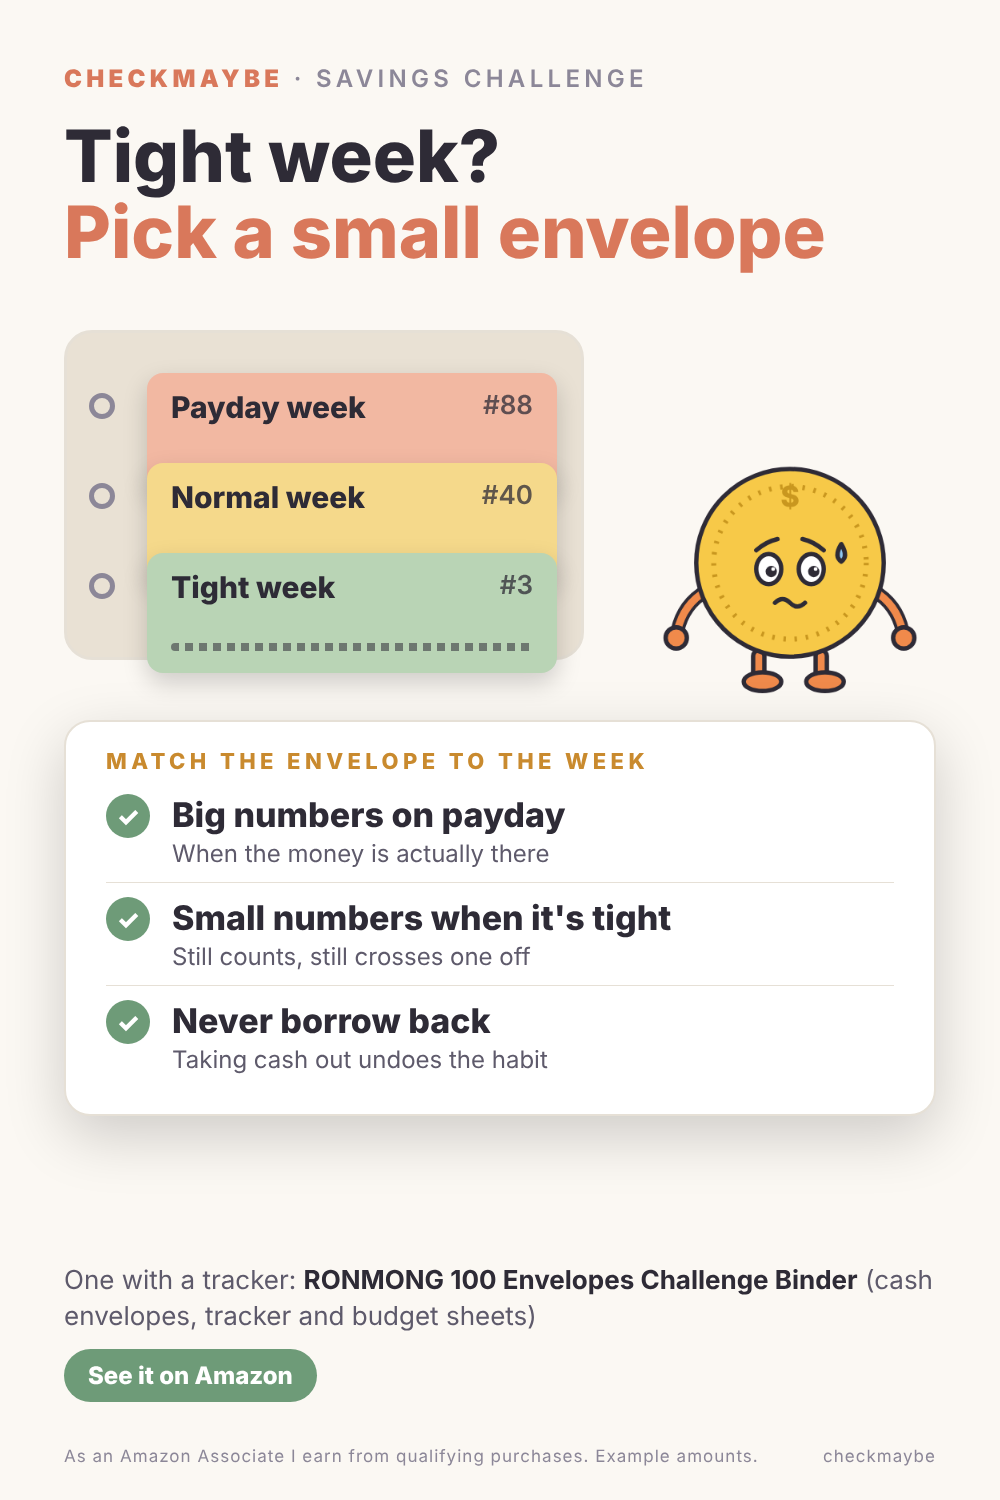 CHECKMAYBE · SAVINGS CHALLENGE
Tight week?
Pick a small envelope
Payday week #88
Normal week #40
Tight week #3
$
MATCH THE ENVELOPE TO THE WEEK
Big numbers on payday
When the money is actually there
Small numbers when it's tight
Still counts, still crosses one off
Never borrow back
Taking cash out undoes the habit
One with a tracker: RONMONG 100 Envelopes Challenge Binder (cash
envelopes, tracker and budget sheets)
See it on Amazon
As an Amazon Associate I earn from qualifying purchases. Example amounts. checkmaybe